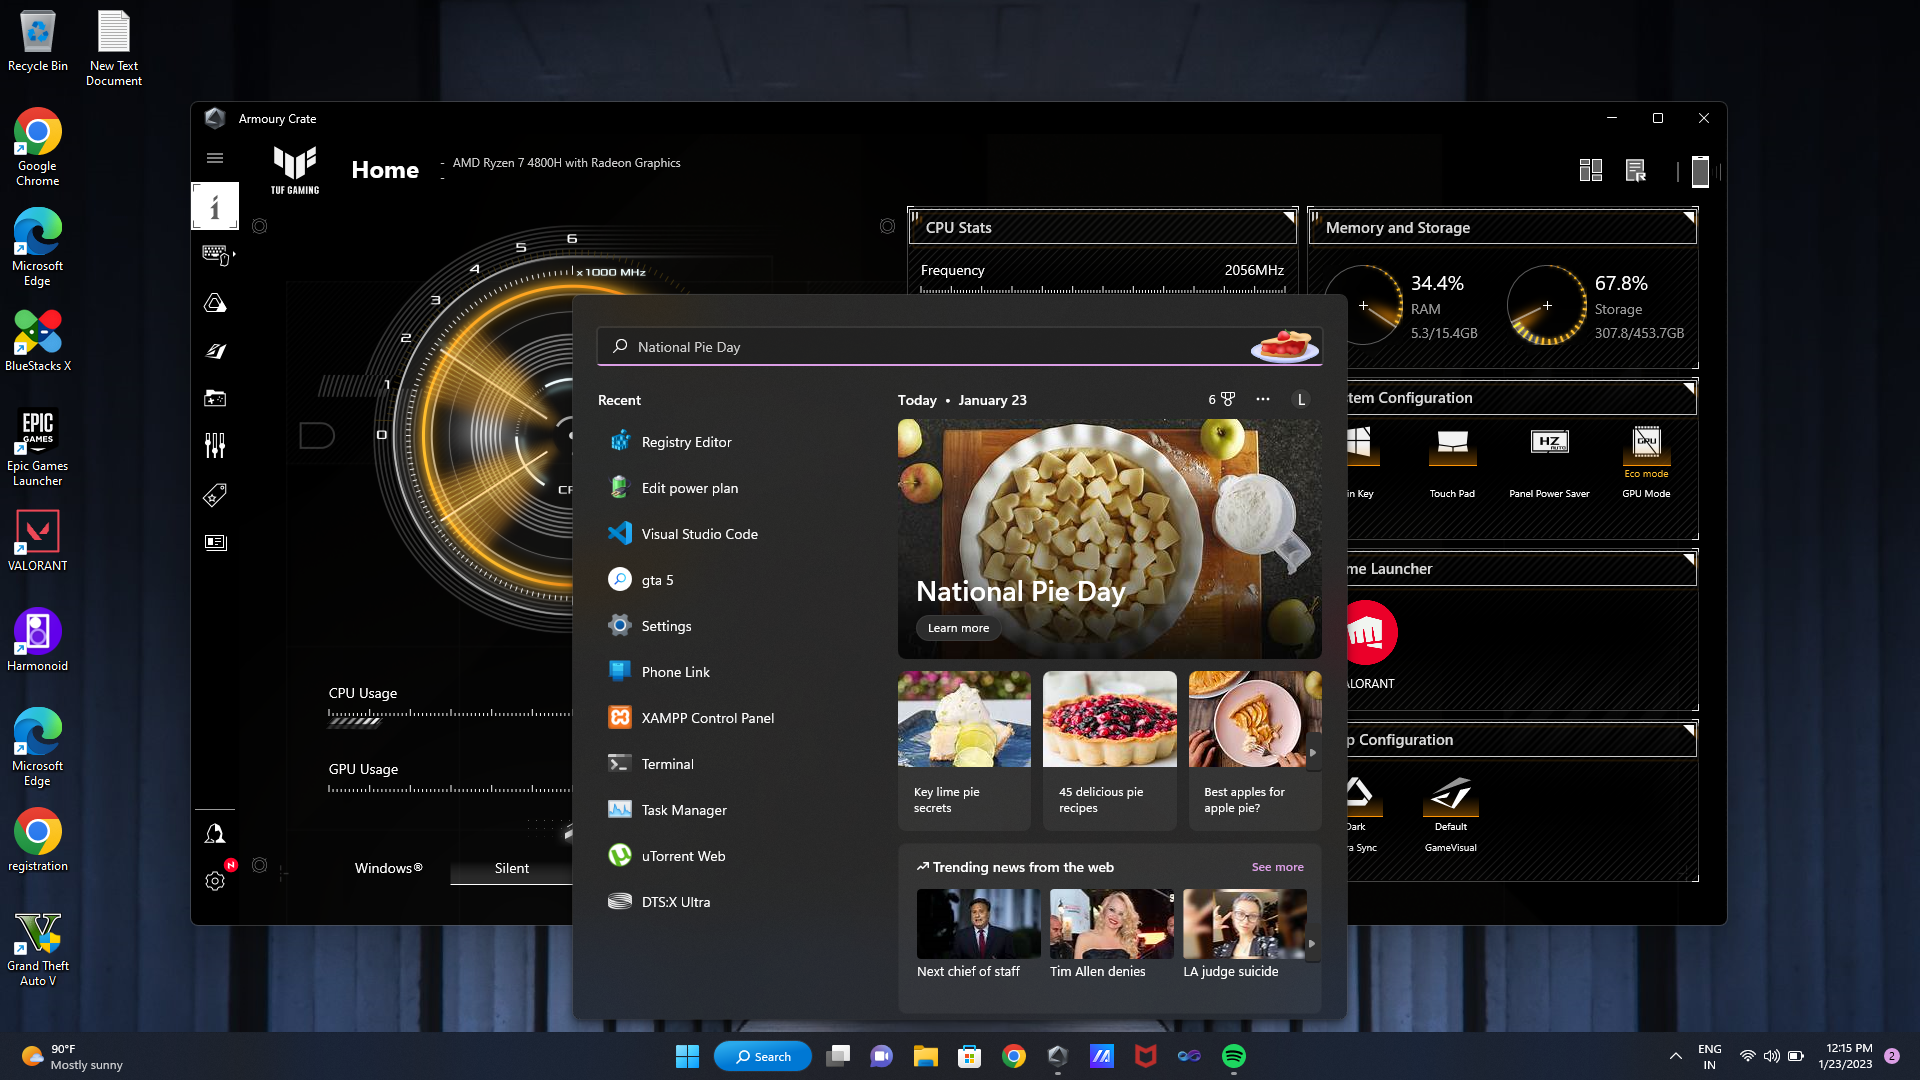 Recycle Bin
New Text
Document
Google
Chrome
Microsoft
Edge
BlueStacks X
EPIC
GAMES
Epic Games
Launcher
VALORANT
Harmonoid
Microsoft
Edge
registration
Grand Theft
Auto V
Armoury Crate
TUF GAMING
Home
- AMD Ryzen 7 4800H with Radeon Graphics
-
0
1
2
3
4
5
6
x 1000 MHz
CPU Usage
GPU Usage
Windows®
Silent
N
CPU Stats
Frequency
2056MHz
Memory and Storage
34.4%
RAM
5.3/15.4GB
67.8%
Storage
307.8/453.7GB
tem Configuration
in Key
Touch Pad
HZ
AUTO
Panel Power Saver
GPU
Eco mode
GPU Mode
me Launcher
ALORANT
p Configuration
Dark
ra Sync
Default
GameVisual
National Pie Day
Recent
Registry Editor
Edit power plan
Visual Studio Code
gta 5
Settings
Phone Link
XAMPP Control Panel
Terminal
Task Manager
uTorrent Web
DTS:X Ultra
Today • January 23
6
L
National Pie Day
Learn more
Key lime pie
secrets
45 delicious pie
recipes
Best apples for
apple pie?
Trending news from the web
See more
Next chief of staff
Tim Allen denies
LA judge suicide
90°F
Mostly sunny
Search
ENG
IN
12:15 PM
1/23/2023
2